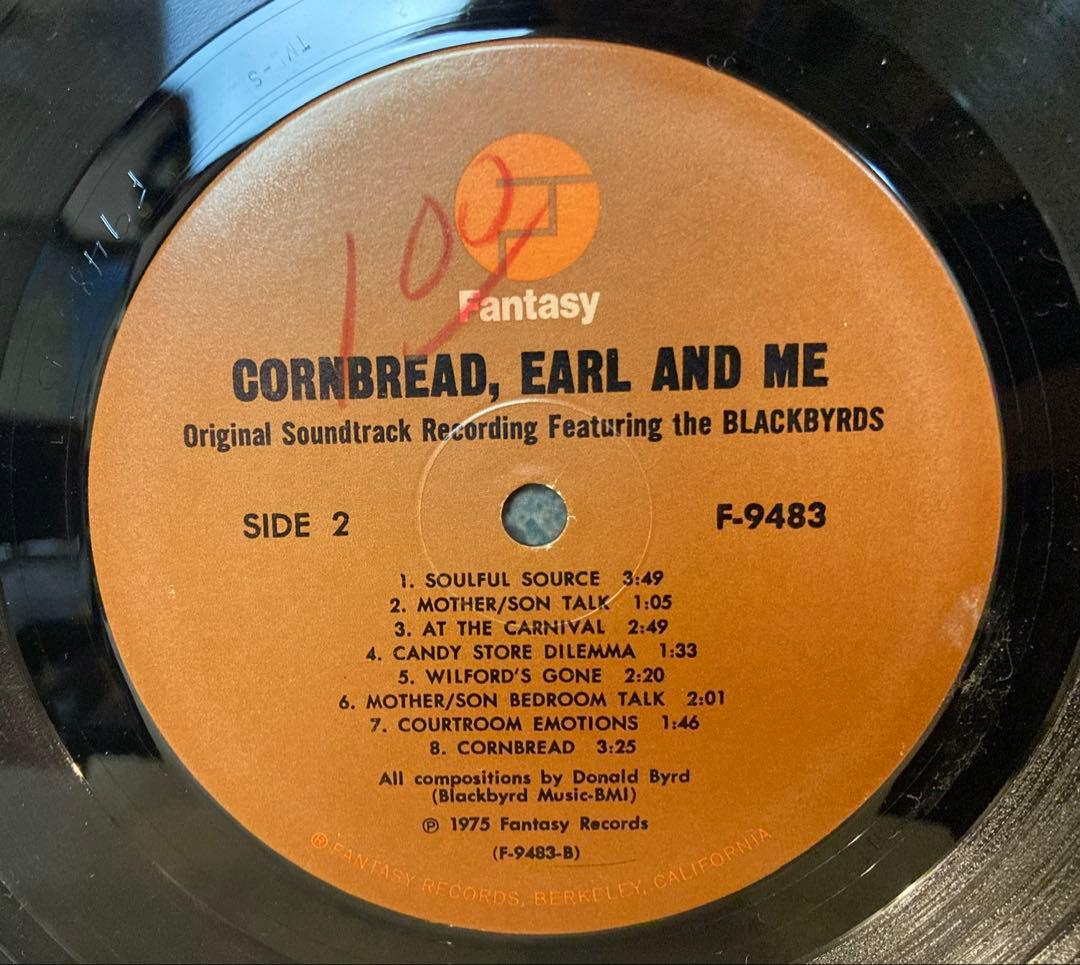 100
Fantasy
CORNBREAD, EARL AND ME
Original Soundtrack Recording Featuring the BLACKBYRDS
SIDE 2
F-9483
1. SOULFUL SOURCE 3:49
2. MOTHER/SON TALK 1:05
3. AT THE CARNIVAL 2:49
4. CANDY STORE DILEMMA 1:33
5. WILFORD'S GONE 2:20
6. MOTHER/SON BEDROOM TALK 2:01
7. COURTROOM EMOTIONS 1:46
8. CORNBREAD 3:25
All compositions by Donald Byrd
(Blackbyrd Music-BMI)
℗ 1975 Fantasy Records
(F-9483-B)
® FANTASY RECORDS, BERKELEY, CALIFORNIA